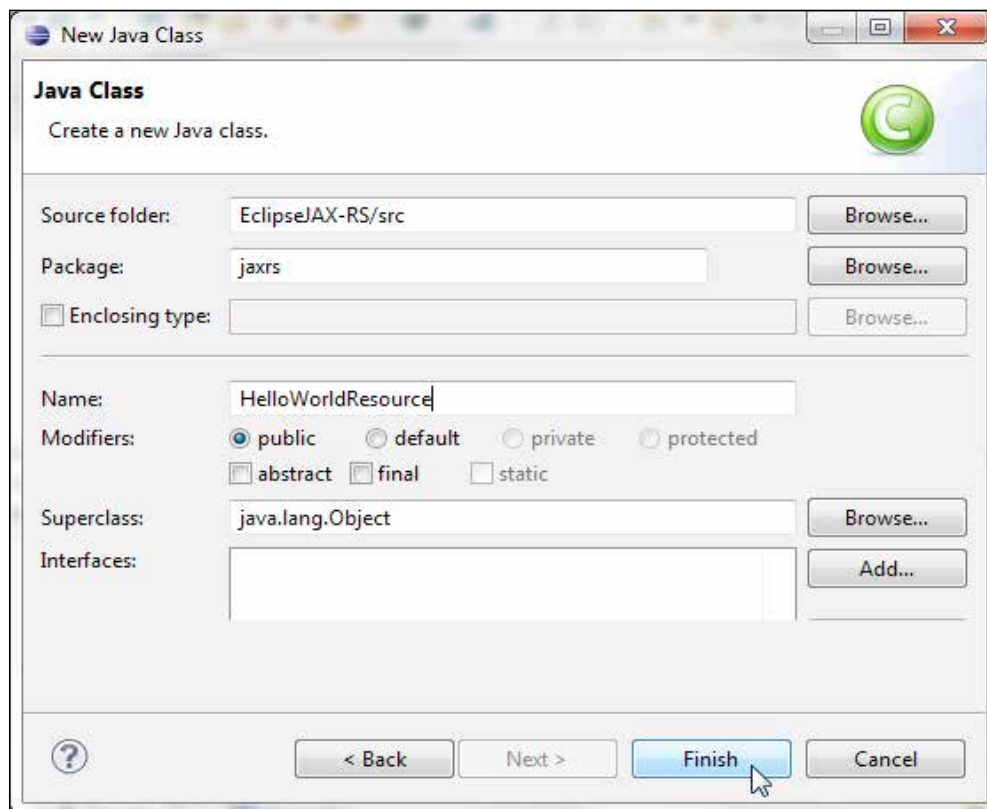 New Java Class
Java Class
Create a new Java class.
C
Source folder: EclipseJAX-RS/src Browse...
Package: jaxrs Browse...
Enclosing type: Browse...
Name: HelloWorldResource
Modifiers: public default private protected
abstract final static
Superclass: java.lang.Object Browse...
Interfaces: Add...
? < Back Next > Finish Cancel